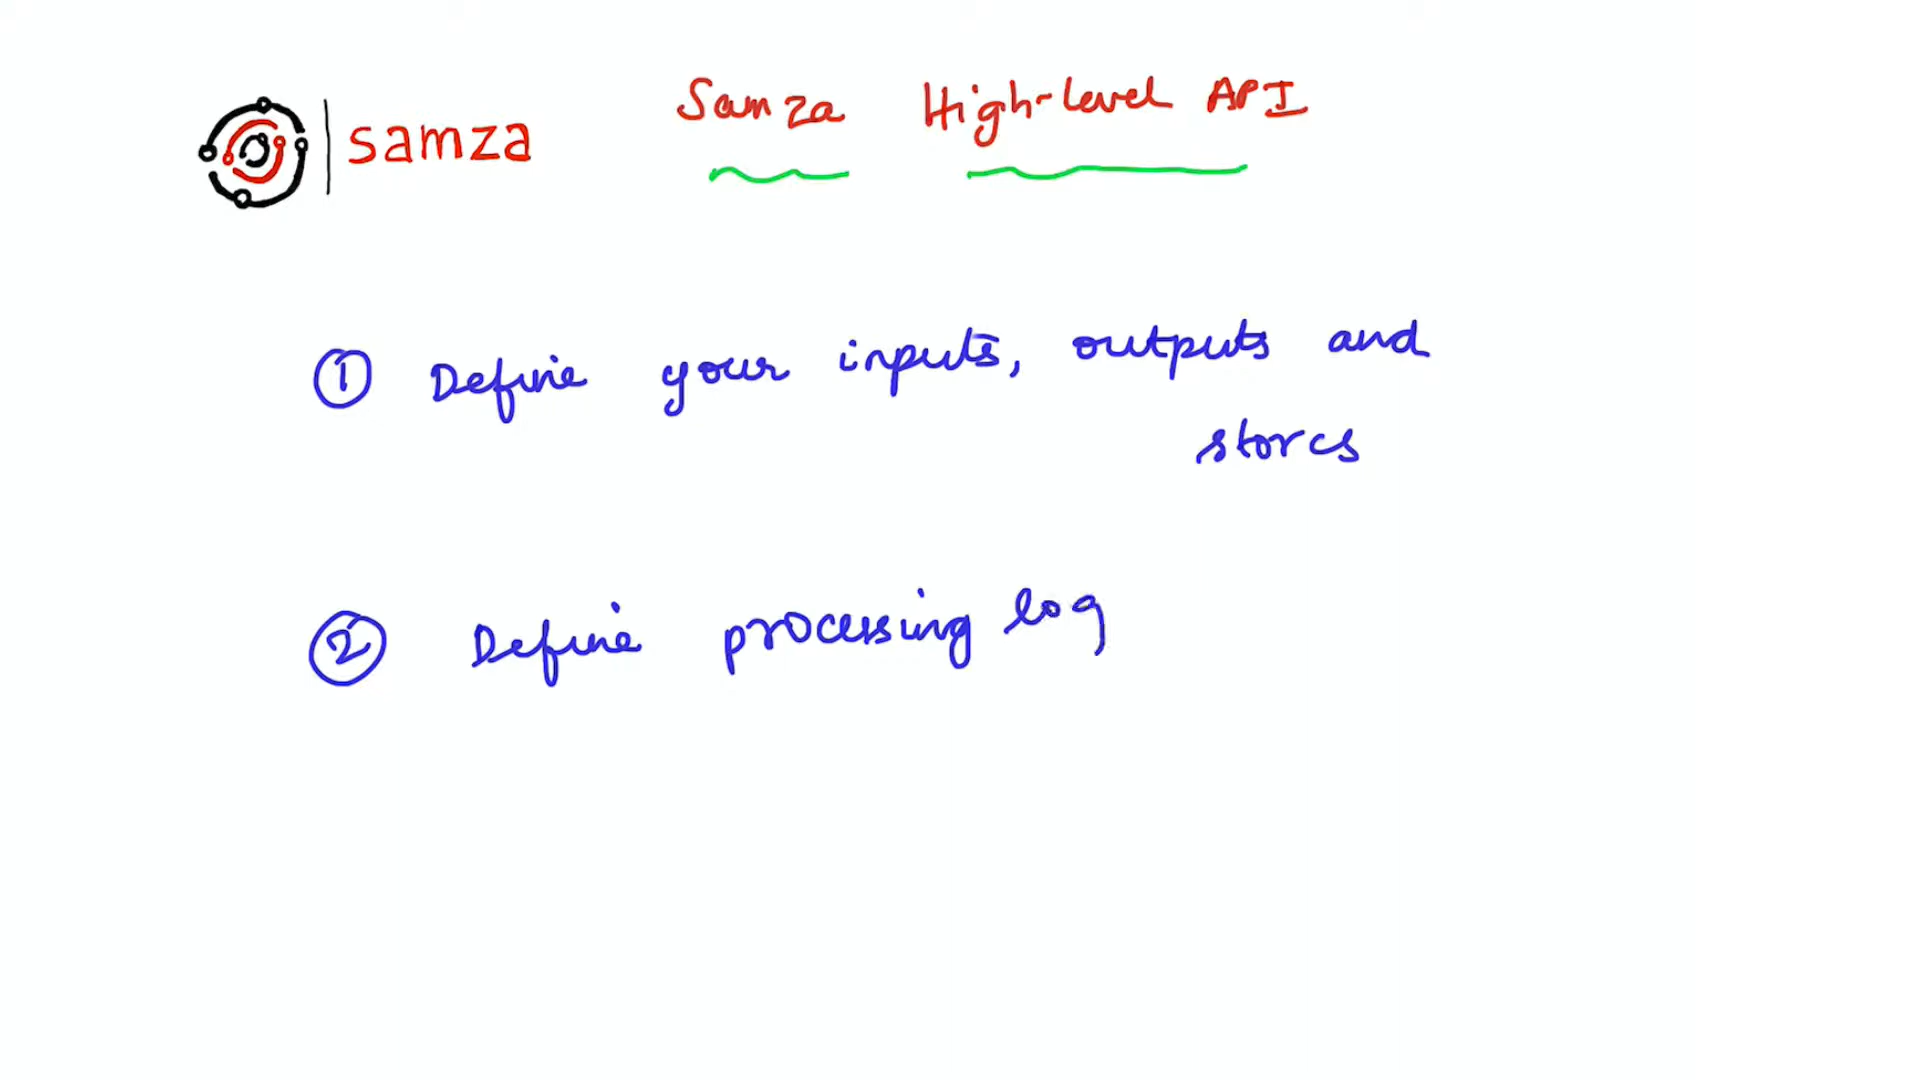 samza
Samza High-level API
① Define your inputs, outputs and
stores
② Define processing log